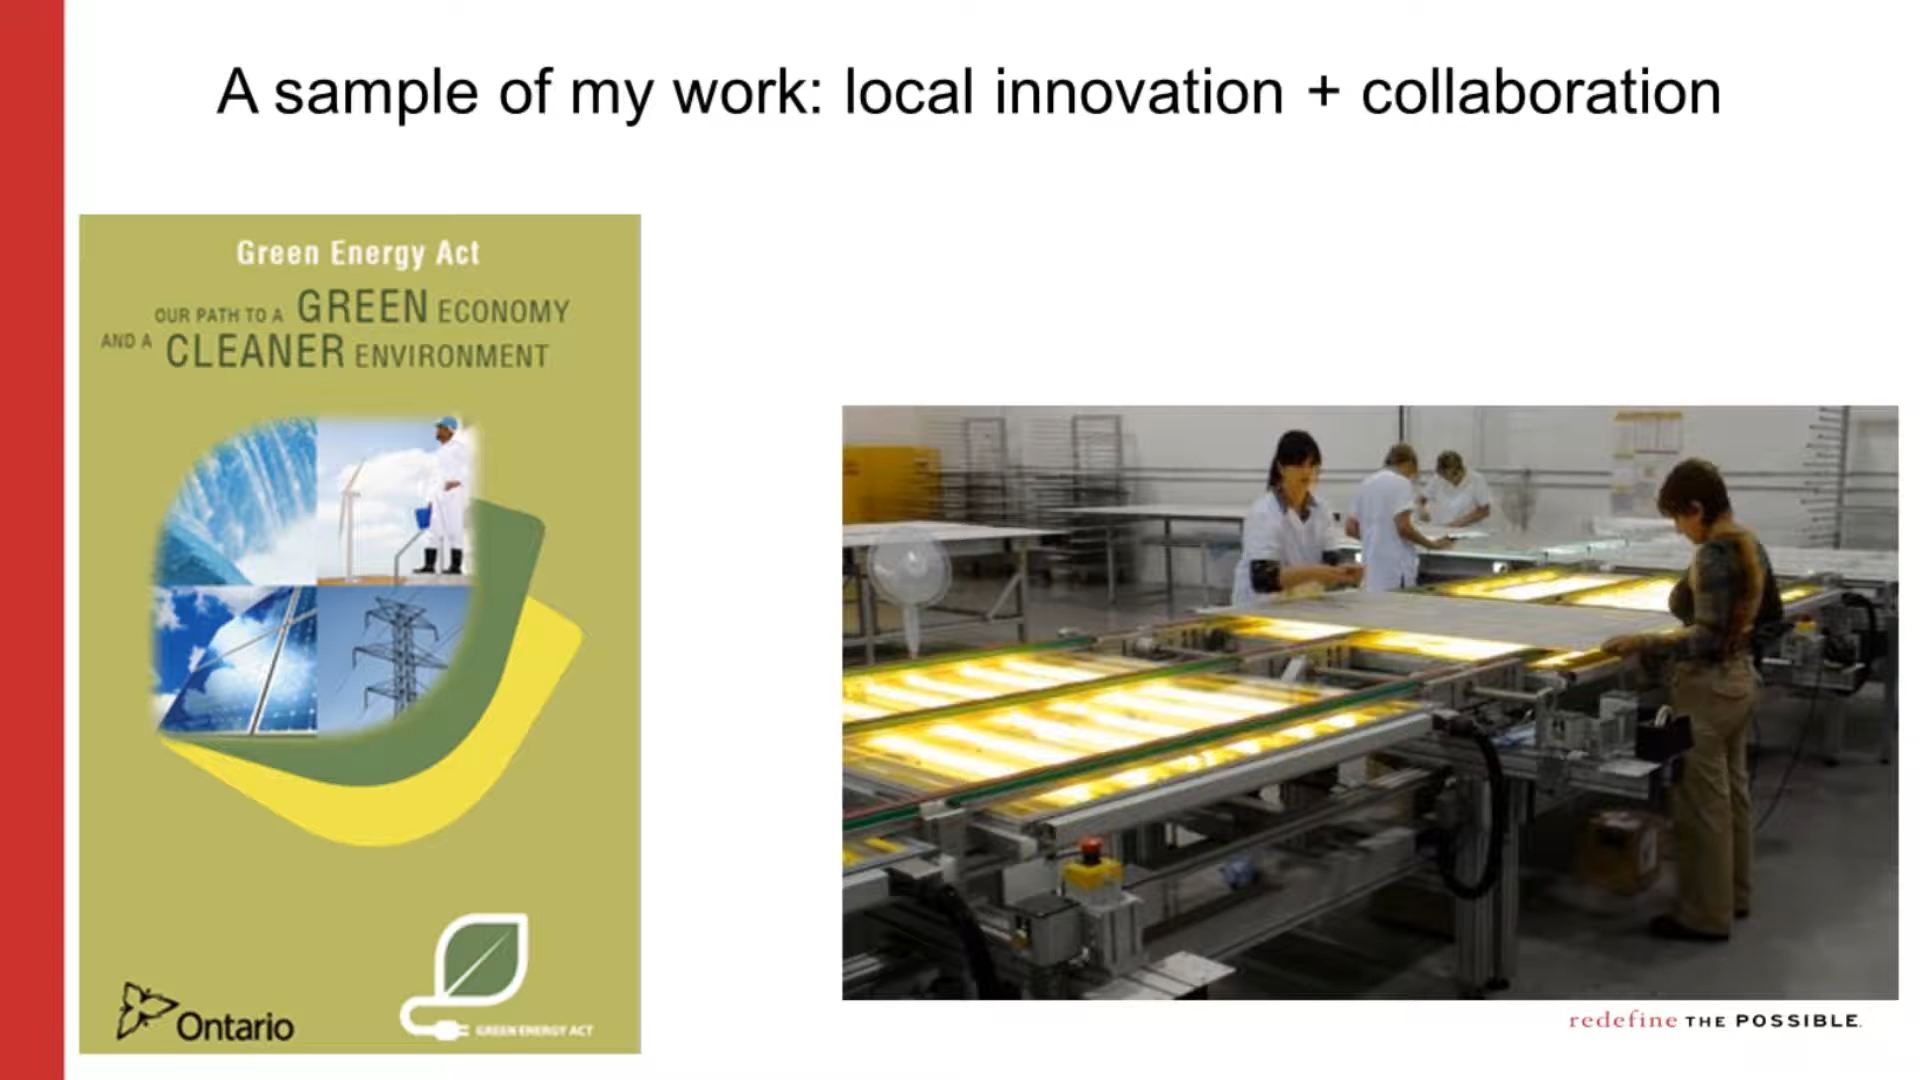 A sample of my work: local innovation + collaboration
Green Energy Act
OUR PATH TO A GREEN ECONOMY
AND A CLEANER ENVIRONMENT
Ontario
GREEN ENERGY ACT
redefine THE POSSIBLE.